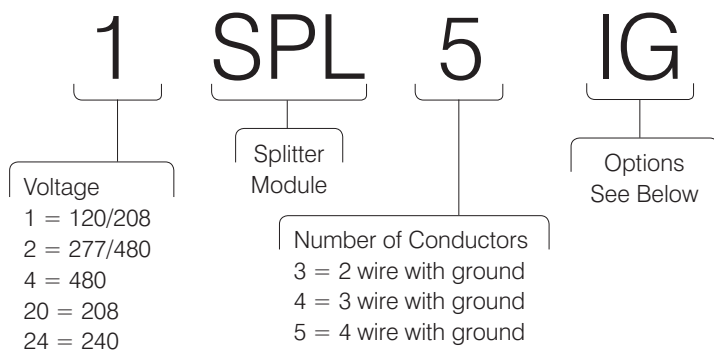 1 SPL 5 IG
Voltage
1 = 120/208
2 = 277/480
4 = 480
20 = 208
24 = 240
Splitter
Module
Number of Conductors
3 = 2 wire with ground
4 = 3 wire with ground
5 = 4 wire with ground
Options
See Below